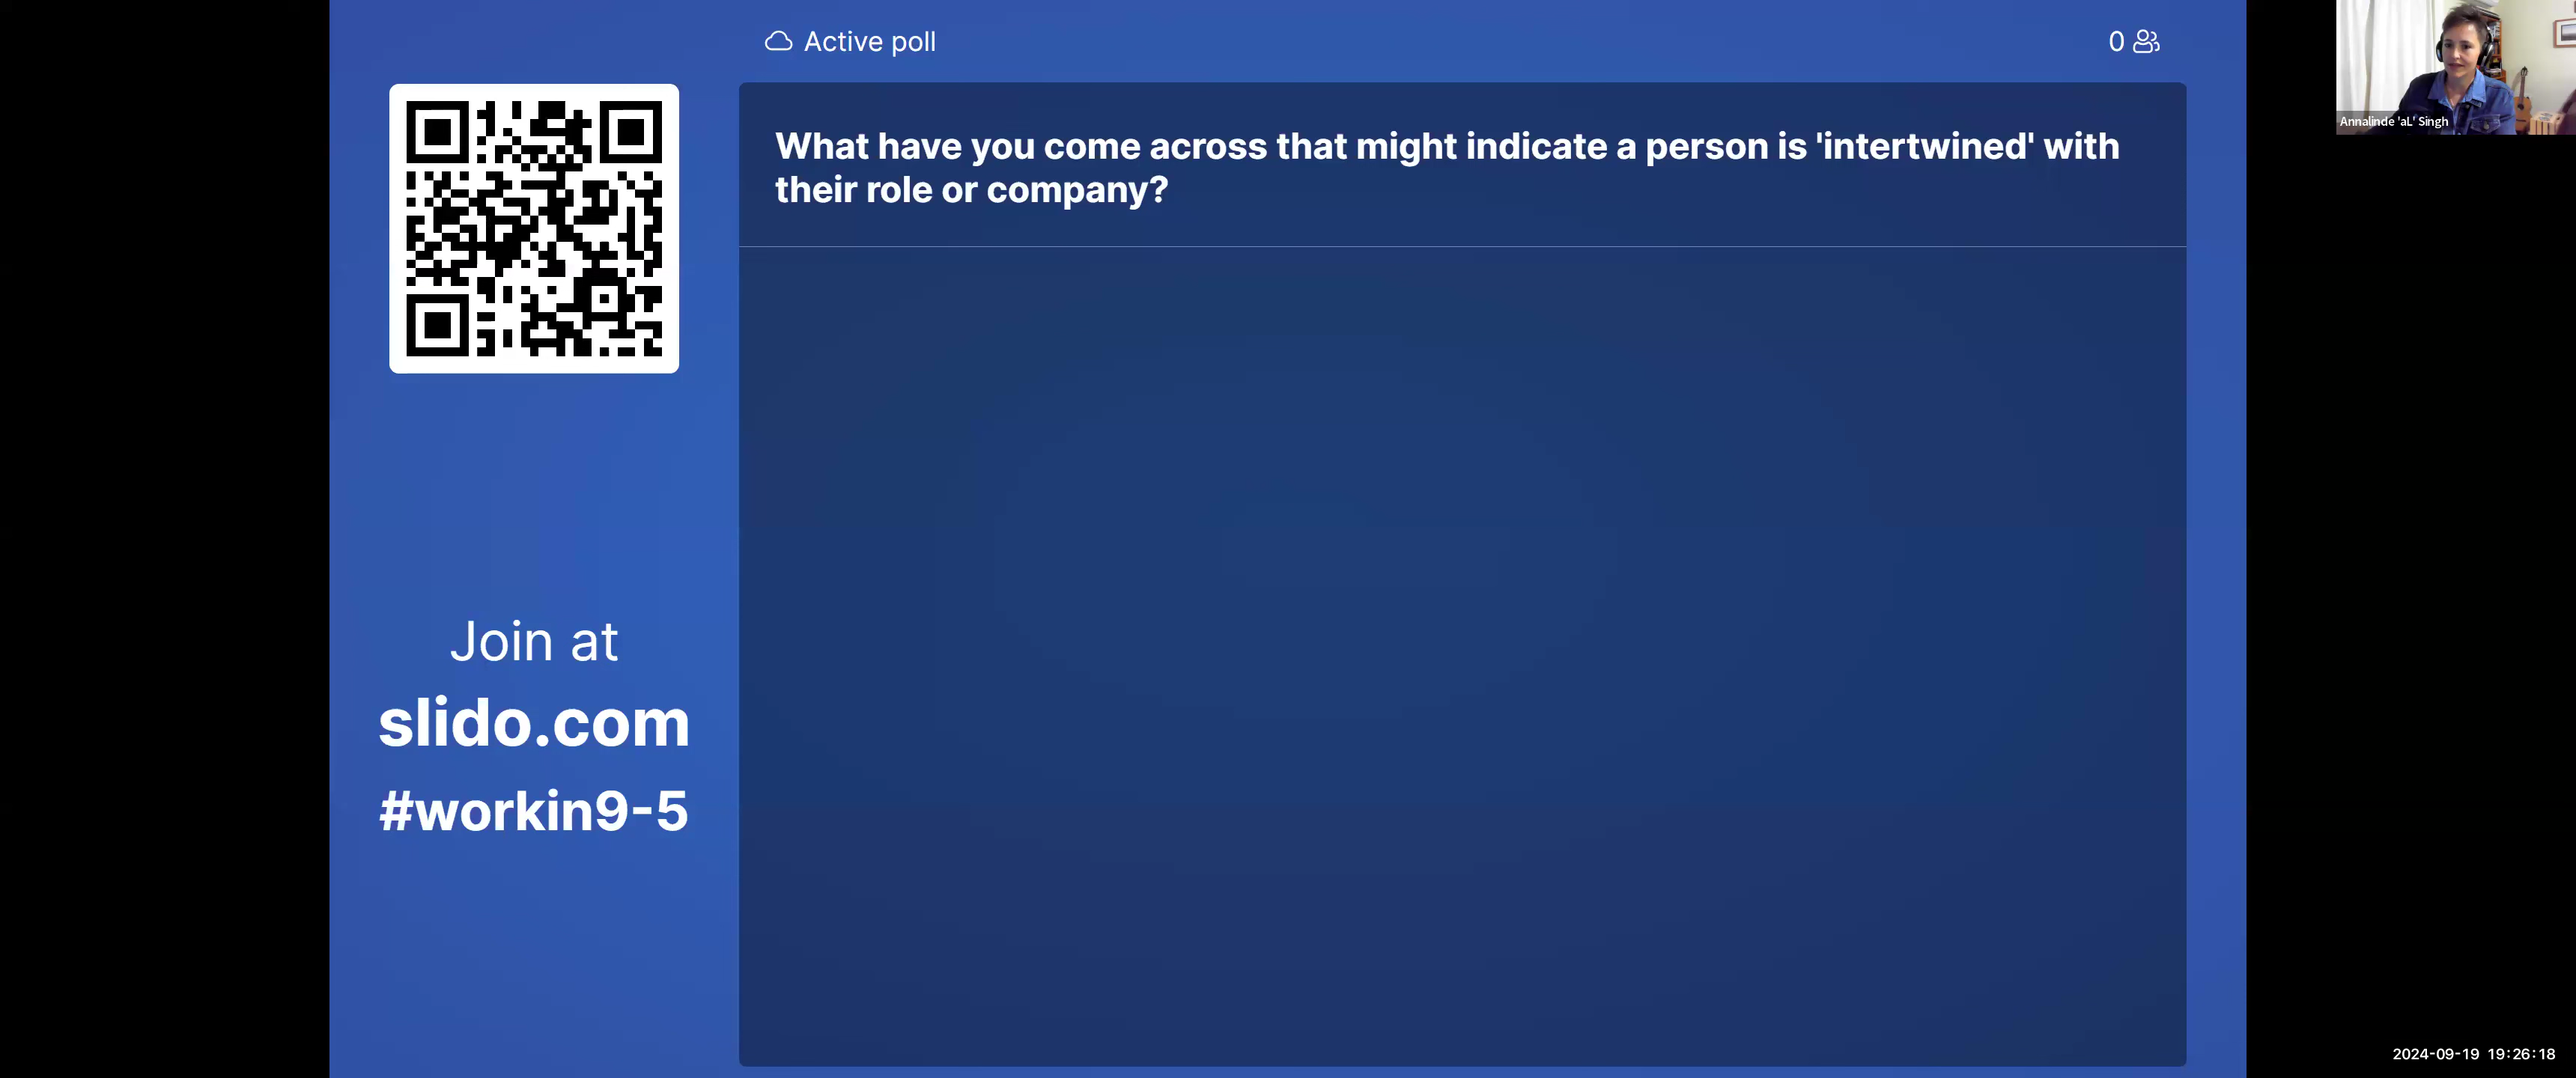 Active poll
0
What have you come across that might indicate a person is 'intertwined' with
their role or company?
Join at
slido.com
#workin9-5
Annalinde 'aL' Singh
2024-09-19 19:26:18